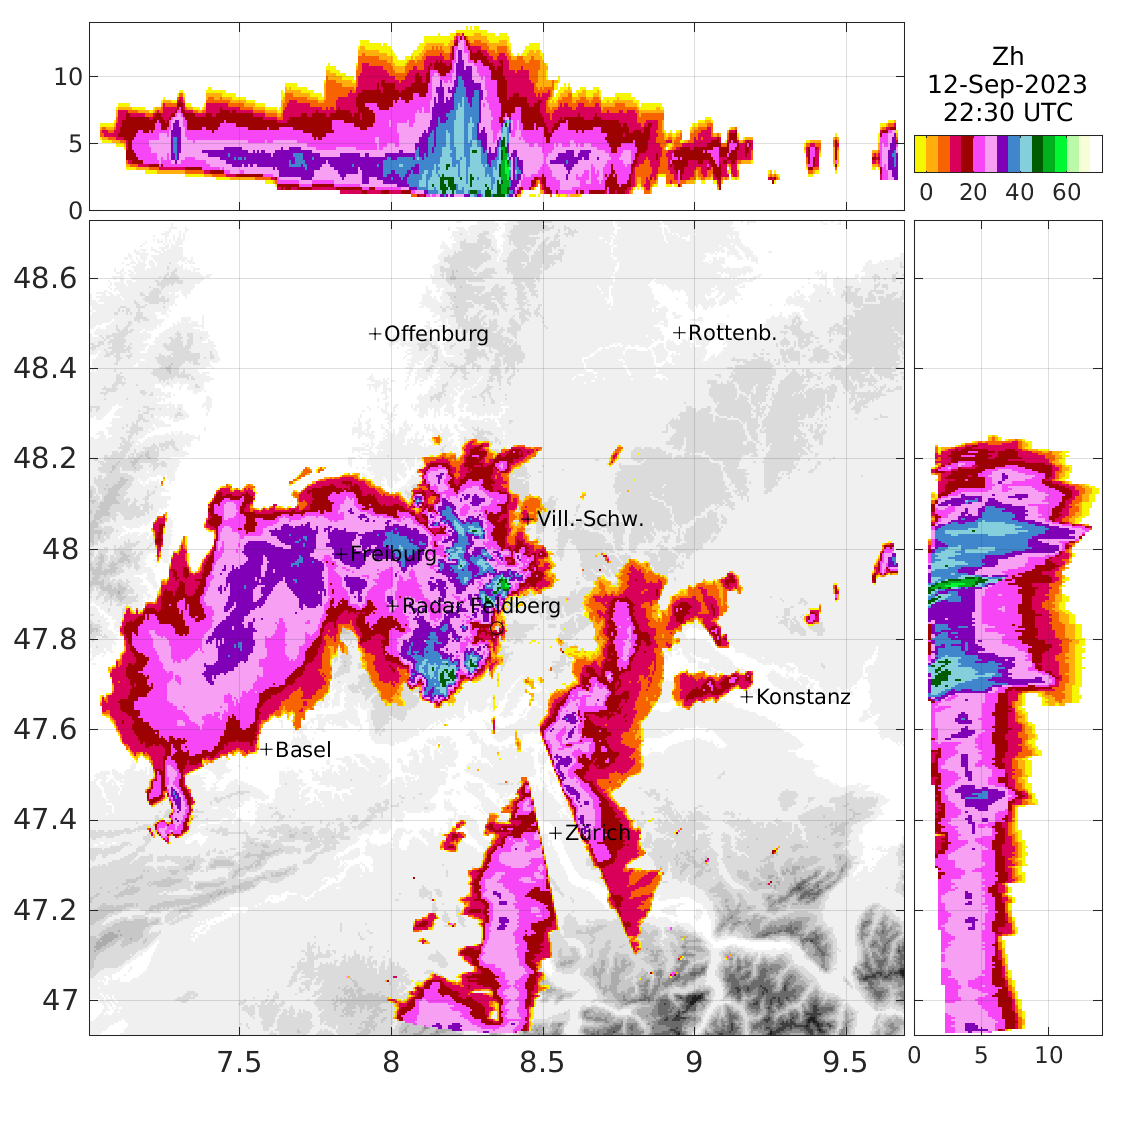 Zh
12-Sep-2023
22:30 UTC
10
5
0
0
20
40
60
48.6
48.4
48.2
48
47.8
47.6
47.4
47.2
47
+Offenburg
+Rottenb.
+Vill.-Schw.
+Freiburg
+Radar Feldberg
+Konstanz
+Basel
+Zürich
7.5
8
8.5
9
9.5
0
5
10